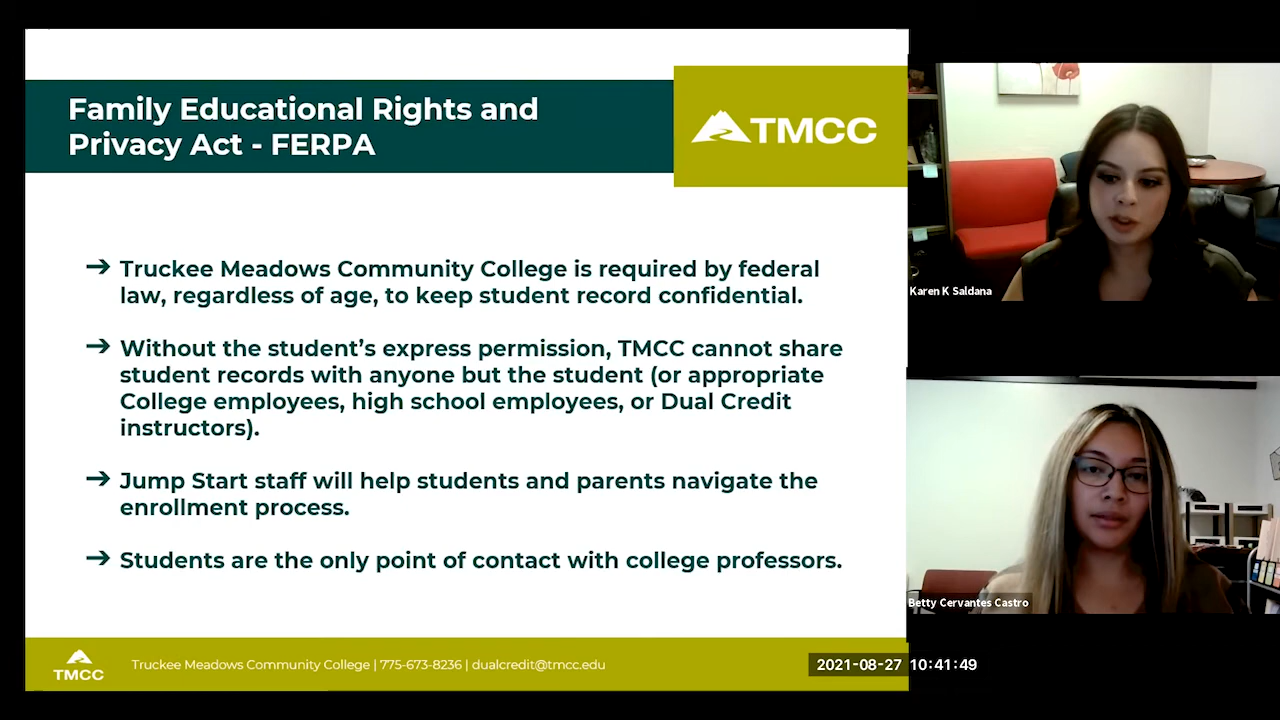 Family Educational Rights and
Privacy Act - FERPA
TMCC
→ Truckee Meadows Community College is required by federal
law, regardless of age, to keep student record confidential.
→ Without the student’s express permission, TMCC cannot share
student records with anyone but the student (or appropriate
College employees, high school employees, or Dual Credit
instructors).
→ Jump Start staff will help students and parents navigate the
enrollment process.
→ Students are the only point of contact with college professors.
TMCC
Truckee Meadows Community College | 775-673-8236 | dualcredit@tmcc.edu
Karen K Saldana
Betty Cervantes Castro
2021-08-27 10:41:49